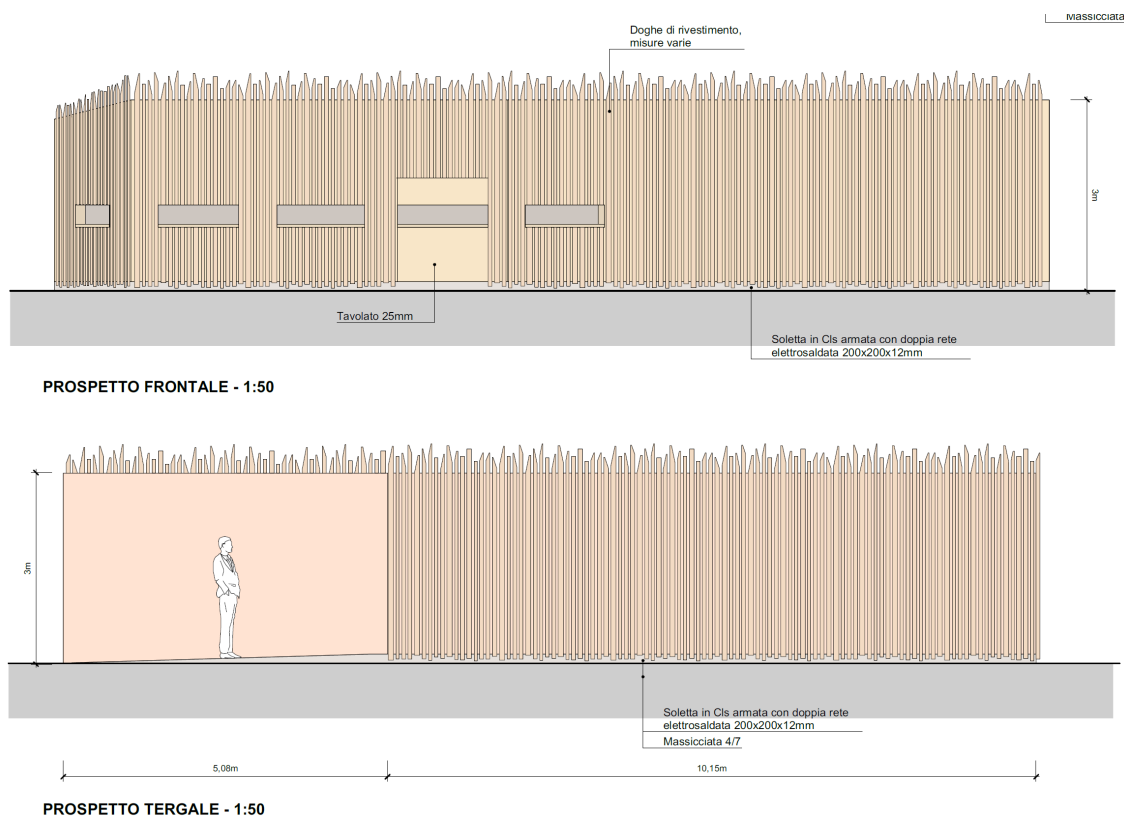 Massicciata
Doghe di rivestimento,
misure varie
3m
Tavolato 25mm
Soletta in Cls armata con doppia rete
elettrosaldata 200x200x12mm
PROSPETTO FRONTALE - 1:50
3m
Soletta in Cls armata con doppia rete
elettrosaldata 200x200x12mm
Massicciata 4/7
5,08m
10,15m
PROSPETTO TERGALE - 1:50